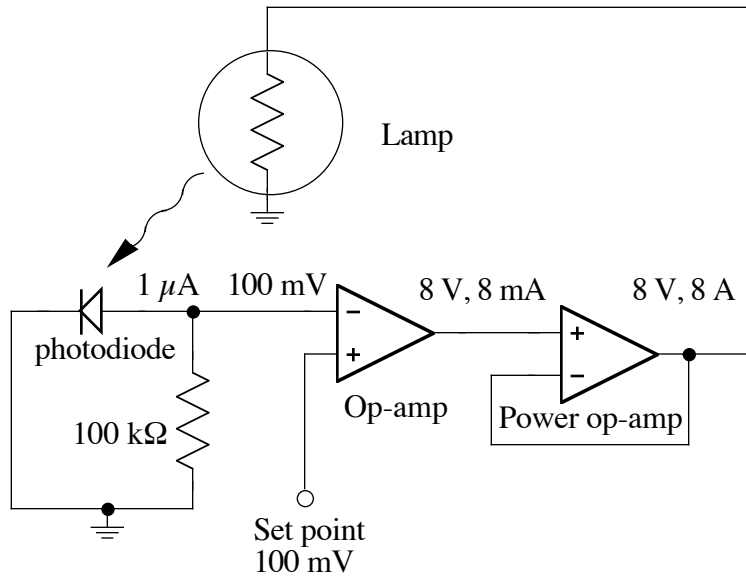 Lamp
1 μA
100 mV
8 V, 8 mA
8 V, 8 A
photodiode
-
+
+
-
100 kΩ
Op-amp
Power op-amp
Set point
100 mV